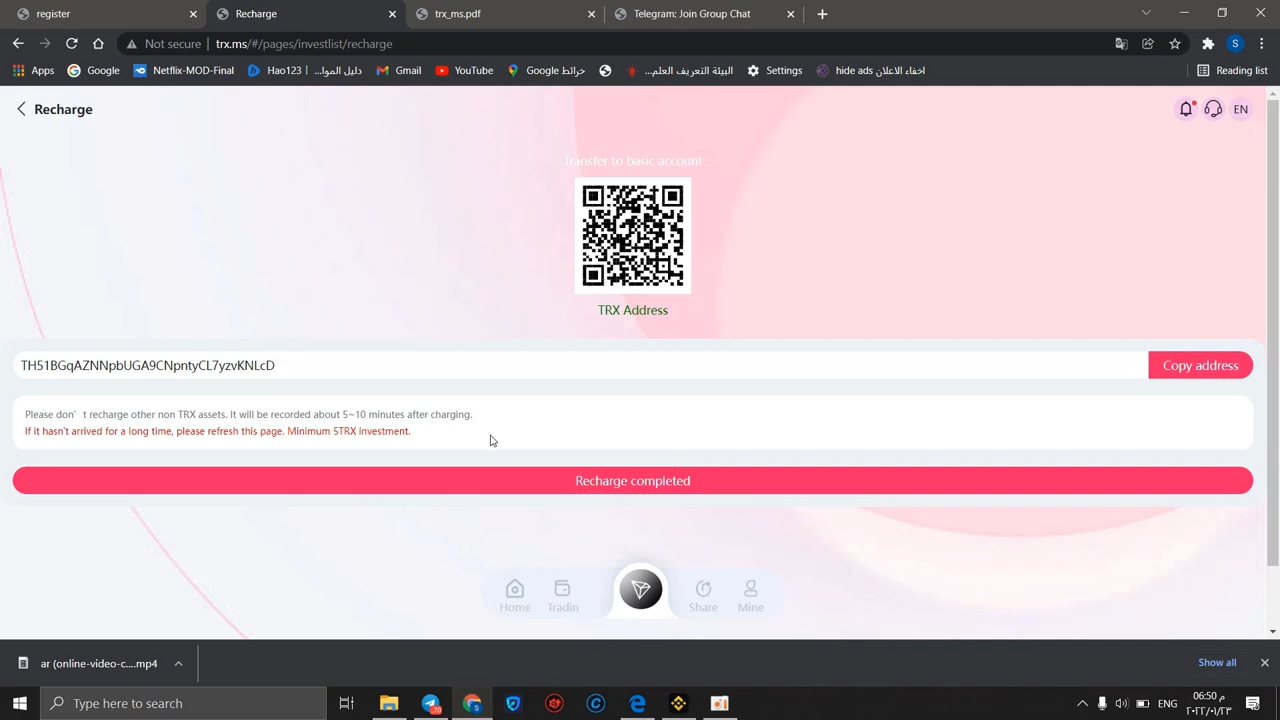 register
Recharge
trx_ms.pdf
Telegram: Join Group Chat
Not secure
trx.ms/#/pages/investlist/recharge
Apps
Google
Netflix-MOD-Final
Hao123
دليل الموا...
Gmail
YouTube
خرائط Google
البيئة التعريف العلم...
Settings
hide ads اخفاء الاعلان
Reading list
Recharge
EN
Transfer to basic account
TRX Address
TH51BGqAZNNpbUGA9CNpntyCL7yzvKNLcD
Copy address
Please don’t recharge other non TRX assets. It will be recorded about 5~10 minutes after charging.
If it hasn't arrived for a long time, please refresh this page. Minimum 5TRX investment.
Recharge completed
Home
Tradin
Share
Mine
ar (online-video-c....mp4
Show all
Type here to search
ENG
06:50 م
٢٠٢٢/٠١/٢٣